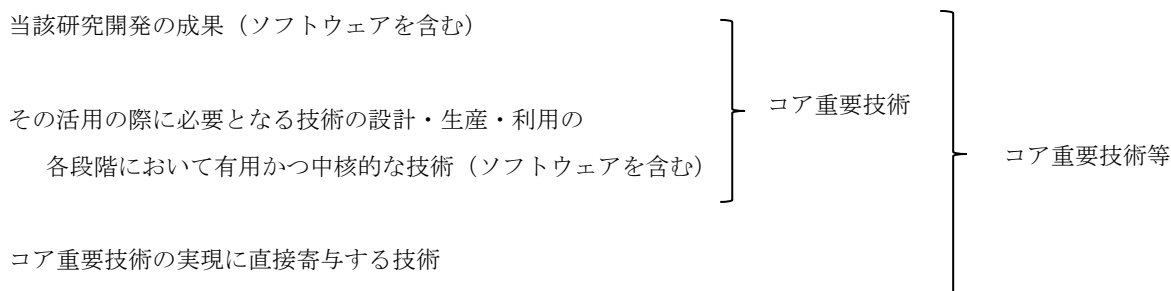 当該研究開発の成果（ソフトウェアを含む）
その活用の際に必要となる技術の設計・生産・利用の
各段階において有用かつ中核的な技術（ソフトウェアを含む）
コア重要技術
コア重要技術等
コア重要技術の実現に直接寄与する技術